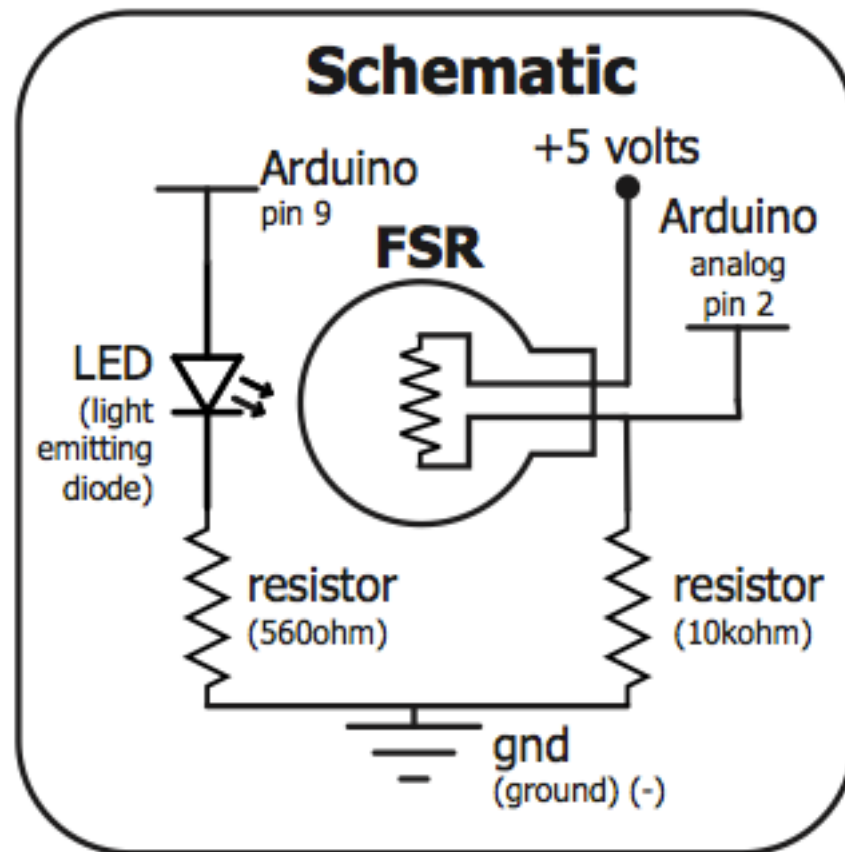 Schematic
+5 volts
Arduino
pin 9
Arduino
analog
pin 2
FSR
LED
(light
emitting
diode)
resistor
(560ohm)
resistor
(10kohm)
gnd
(ground) (-)